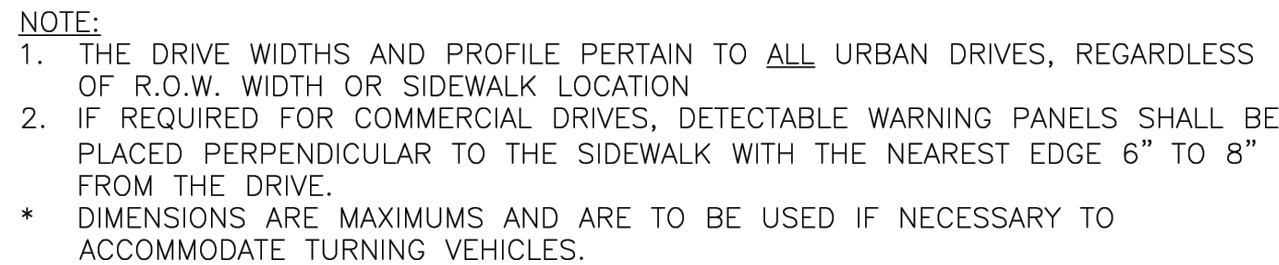 NOTE:
1. THE DRIVE WIDTHS AND PROFILE PERTAIN TO ALL URBAN DRIVES, REGARDLESS
OF R.O.W. WIDTH OR SIDEWALK LOCATION
2. IF REQUIRED FOR COMMERCIAL DRIVES, DETECTABLE WARNING PANELS SHALL BE
PLACED PERPENDICULAR TO THE SIDEWALK WITH THE NEAREST EDGE 6” TO 8”
FROM THE DRIVE.
* DIMENSIONS ARE MAXIMUMS AND ARE TO BE USED IF NECESSARY TO
ACCOMMODATE TURNING VEHICLES.